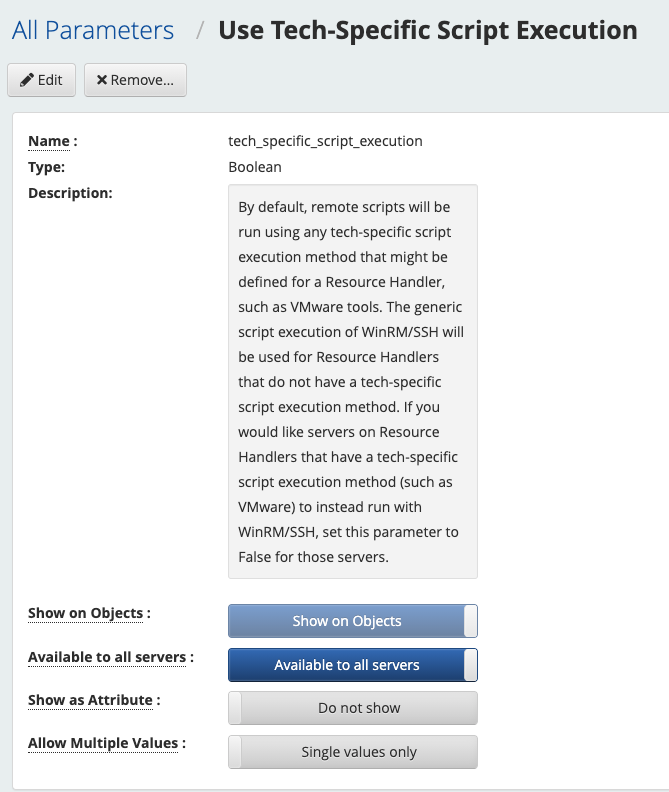 All Parameters / Use Tech-Specific Script Execution
Edit Remove...
Name : tech_specific_script_execution
Type: Boolean
Description:
By default, remote scripts will be
run using any tech-specific script
execution method that might be
defined for a Resource Handler,
such as VMware tools. The generic
script execution of WinRM/SSH will
be used for Resource Handlers
that do not have a tech-specific
script execution method. If you
would like servers on Resource
Handlers that have a tech-specific
script execution method (such as
VMware) to instead run with
WinRM/SSH, set this parameter to
False for those servers.
Show on Objects : Show on Objects
Available to all servers : Available to all servers
Show as Attribute : Do not show
Allow Multiple Values : Single values only